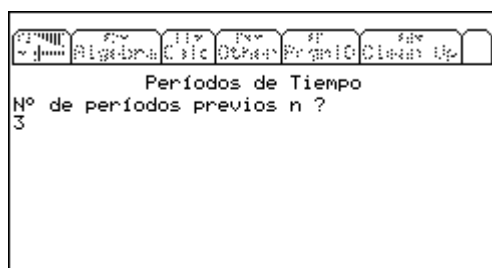 Algebra Calc Other PrgmIO Clean Up
Períodos de Tiempo
Nº de períodos previos n ?
3